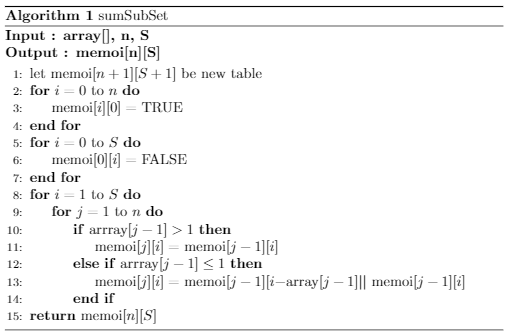 Algorithm 1 sumSubSet
Input : array[], n, S
Output : memoi[n][S]
1: let memoi[n + 1][S + 1] be new table
2: for i = 0 to n do
3: memoi[i][0] = TRUE
4: end for
5: for i = 0 to S do
6: memoi[0][i] = FALSE
7: end for
8: for i = 1 to S do
9: for j = 1 to n do
10: if arrray[j − 1] > 1 then
11: memoi[j][i] = memoi[j − 1][i]
12: else if arrray[j − 1] ≤ 1 then
13: memoi[j][i] = memoi[j − 1][i−array[j − 1]|| memoi[j − 1][i]
14: end if
15: return memoi[n][S]